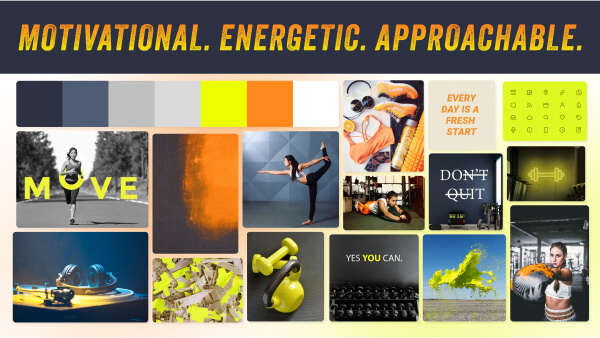 MOTIVATIONAL. ENERGETIC. APPROACHABLE.
EVERY
DAY IS A
FRESH
START
MOVE
DON'T
QUIT
YES YOU CAN.